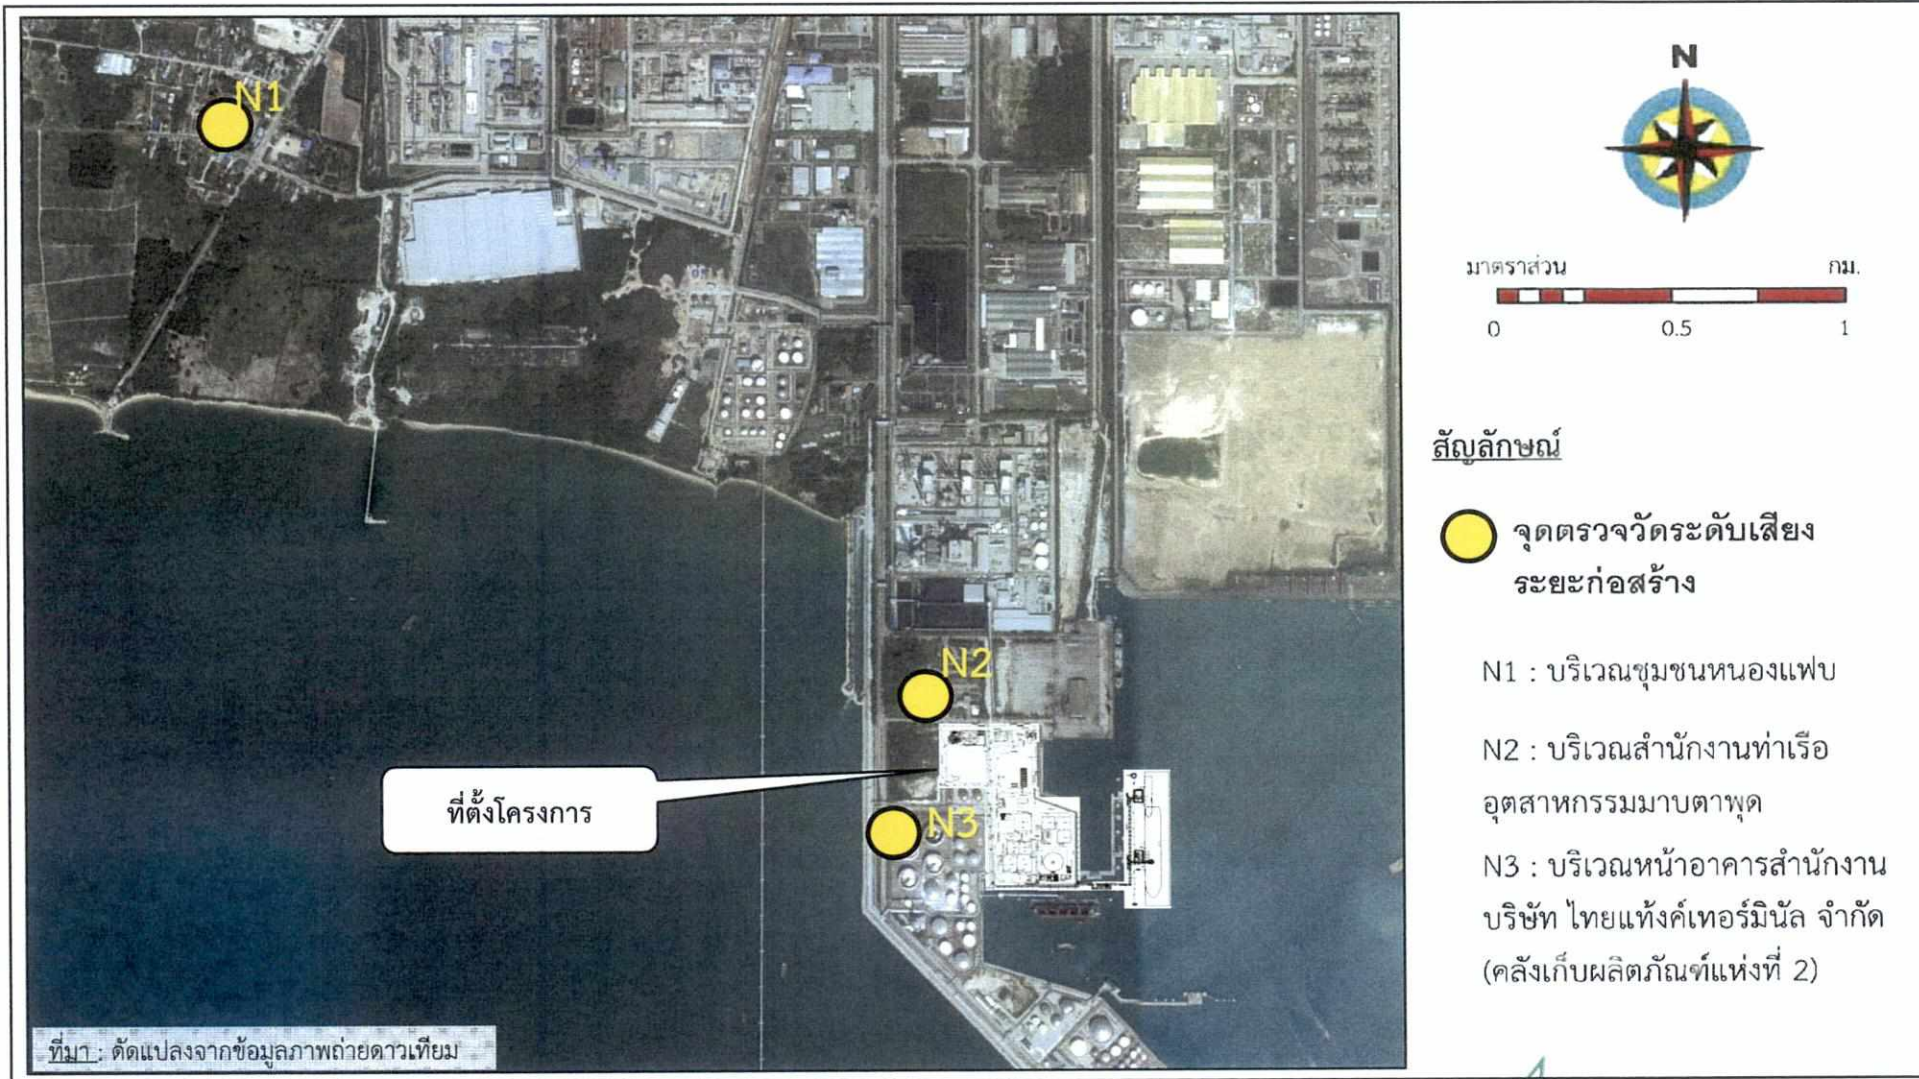 N
มาตราส่วน กม.
0 0.5 1
สัญลักษณ์
จุดตรวจวัดระดับเสียง
ระยะก่อสร้าง
N1 : บริเวณชุมชนหนองแฟบ
N2 : บริเวณสำนักงานท่าเรือ
อุตสาหกรรมมาบตาพุด
N3 : บริเวณหน้าอาคารสำนักงาน
บริษัท ไทยแท้งค์เทอร์มินัล จำกัด
(คลังเก็บผลิตภัณฑ์แห่งที่ 2)
N1
N2
ที่ตั้งโครงการ
N3
ที่มา : ดัดแปลงจากข้อมูลภาพถ่ายดาวเทียม